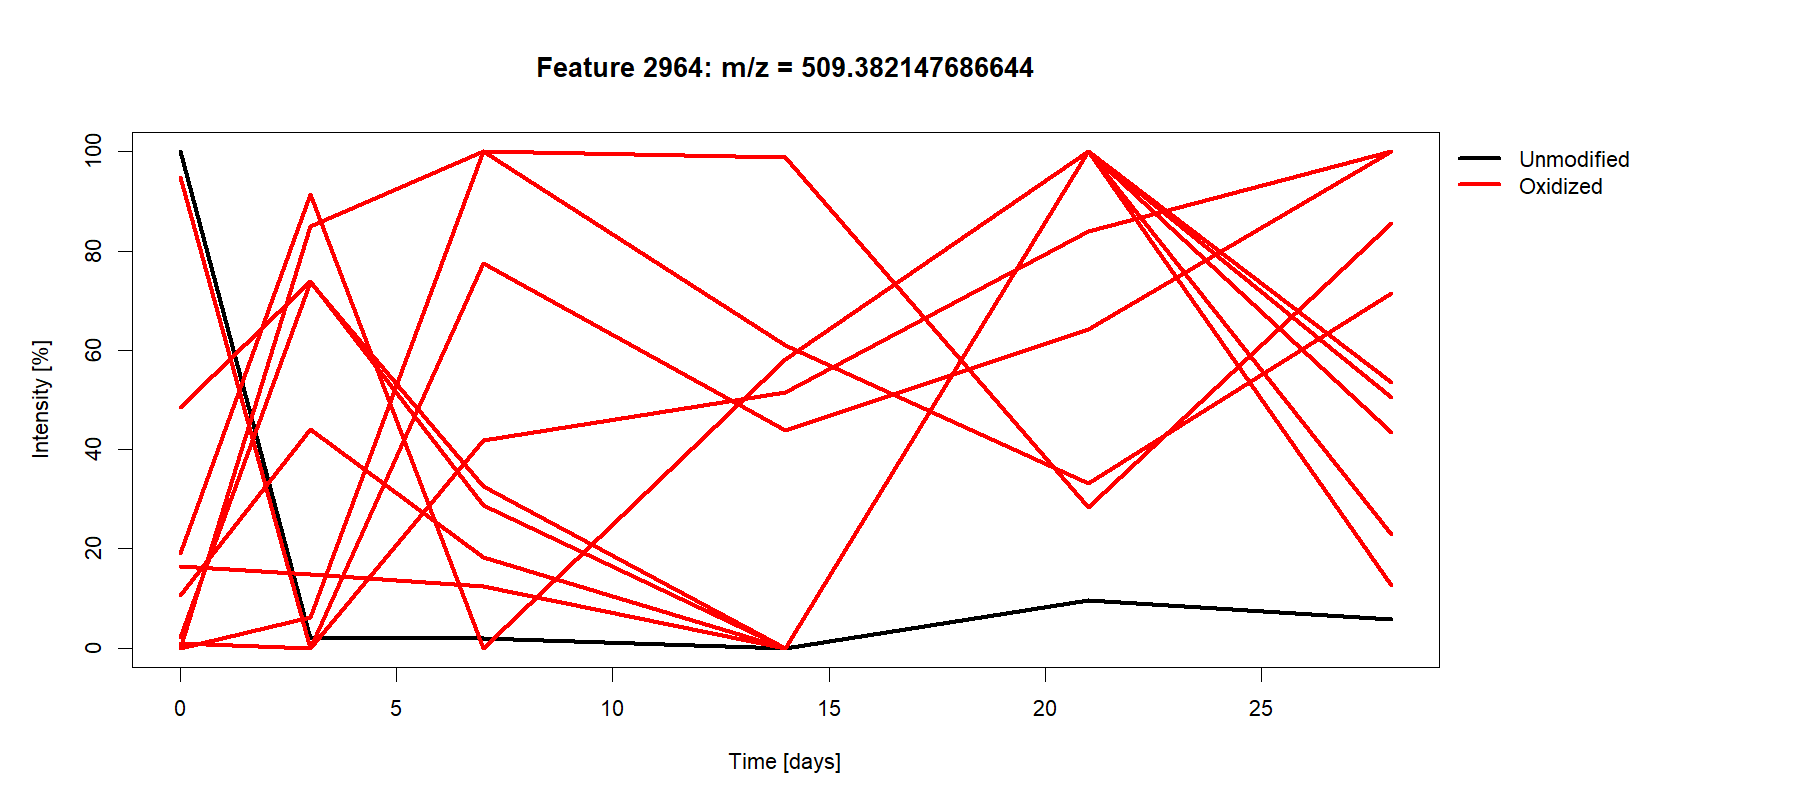 Feature 2964: m/z = 509.382147686644
Unmodified
Oxidized
Intensity [%]
100
80
60
40
20
0
0 5 10 15 20 25
Time [days]